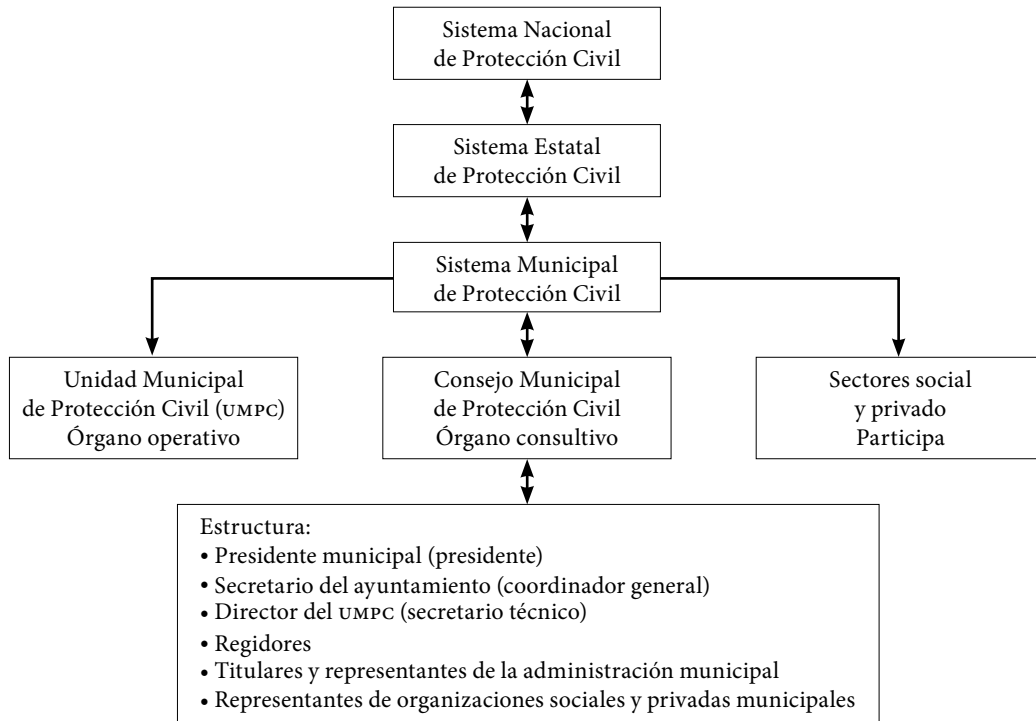 Sistema Nacional
de Protección Civil
Sistema Estatal
de Protección Civil
Sistema Municipal
de Protección Civil
Unidad Municipal
de Protección Civil (UMPC)
Órgano operativo
Consejo Municipal
de Protección Civil
Órgano consultivo
Sectores social
y privado
Participa
Estructura:
• Presidente municipal (presidente)
• Secretario del ayuntamiento (coordinador general)
• Director del UMPC (secretario técnico)
• Regidores
• Titulares y representantes de la administración municipal
• Representantes de organizaciones sociales y privadas municipales